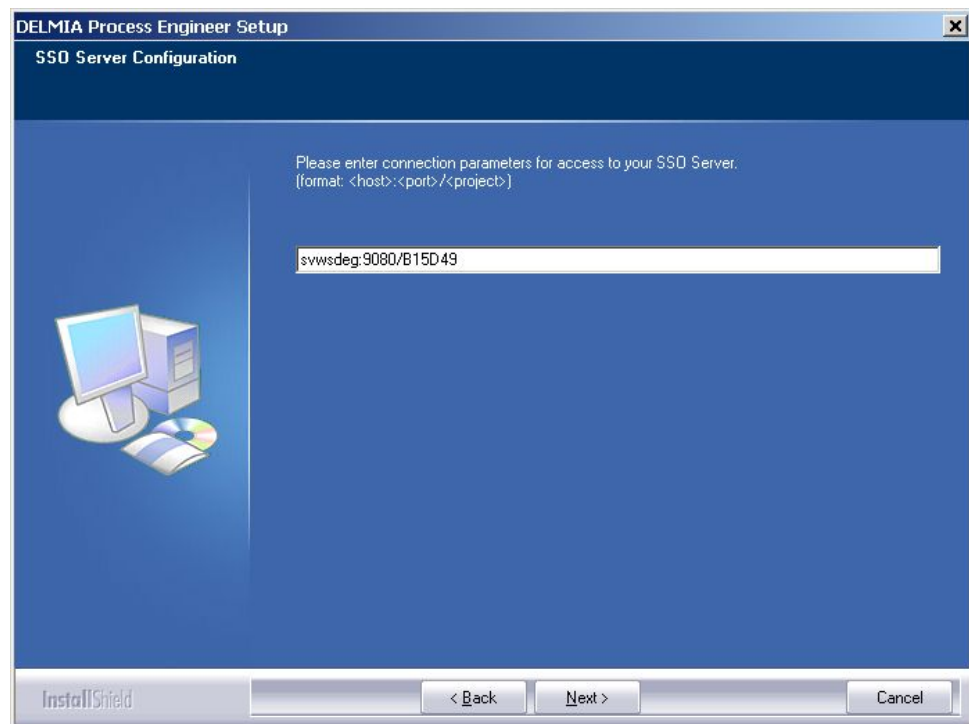 DELMIA Process Engineer Setup
SSO Server Configuration
Please enter connection parameters for access to your SSO Server.
(format: <host>:<port>/<project>)
svwsdeg:9080/B15D49
InstallShield
< Back
Next >
Cancel